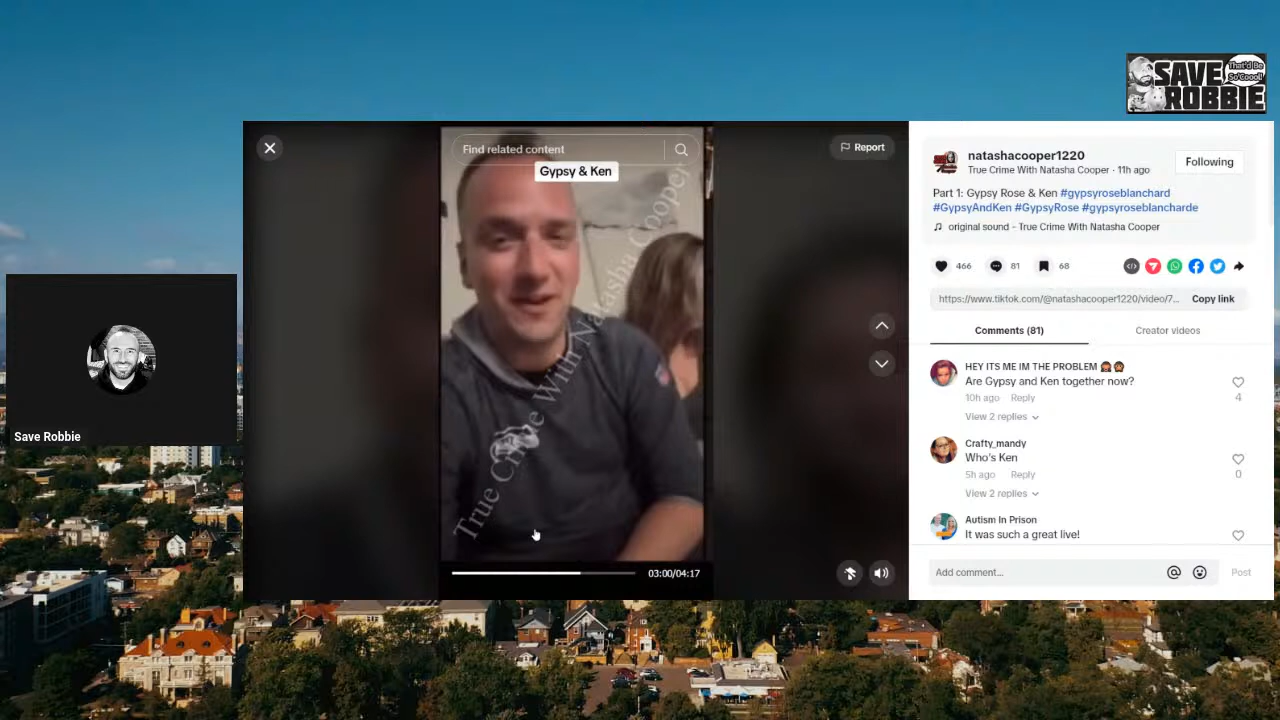 That'd Be
So Coool!
SAVE
ROBBIE
Find related content
Report
Gypsy & Ken
True Crime With Natasha Cooper
03:00/04:17
natashacooper1220
True Crime With Natasha Cooper · 11h ago
Following
Part 1: Gypsy Rose & Ken #gypsyroseblanchard
#GypsyAndKen #GypsyRose #gypsyroseblancharde
original sound - True Crime With Natasha Cooper
466
81
68
https://www.tiktok.com/@natashacooper1220/video/7...
Copy link
Comments (81)
Creator videos
HEY ITS ME IM THE PROBLEM
Are Gypsy and Ken together now?
10h ago
Reply
4
View 2 replies
Crafty_mandy
Who's Ken
5h ago
Reply
0
View 2 replies
Autism In Prison
It was such a great live!
Add comment...
Post
Save Robbie